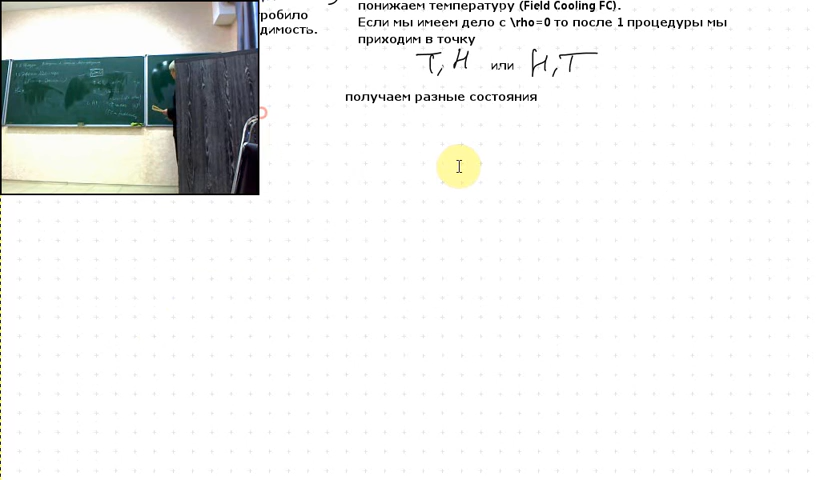 понижаем температуру (Field Cooling FC).
робило
димость.
Если мы имеем дело с \rho=0 то после 1 процедуры мы
приходим в точку
T, H или H, T
получаем разные состояния